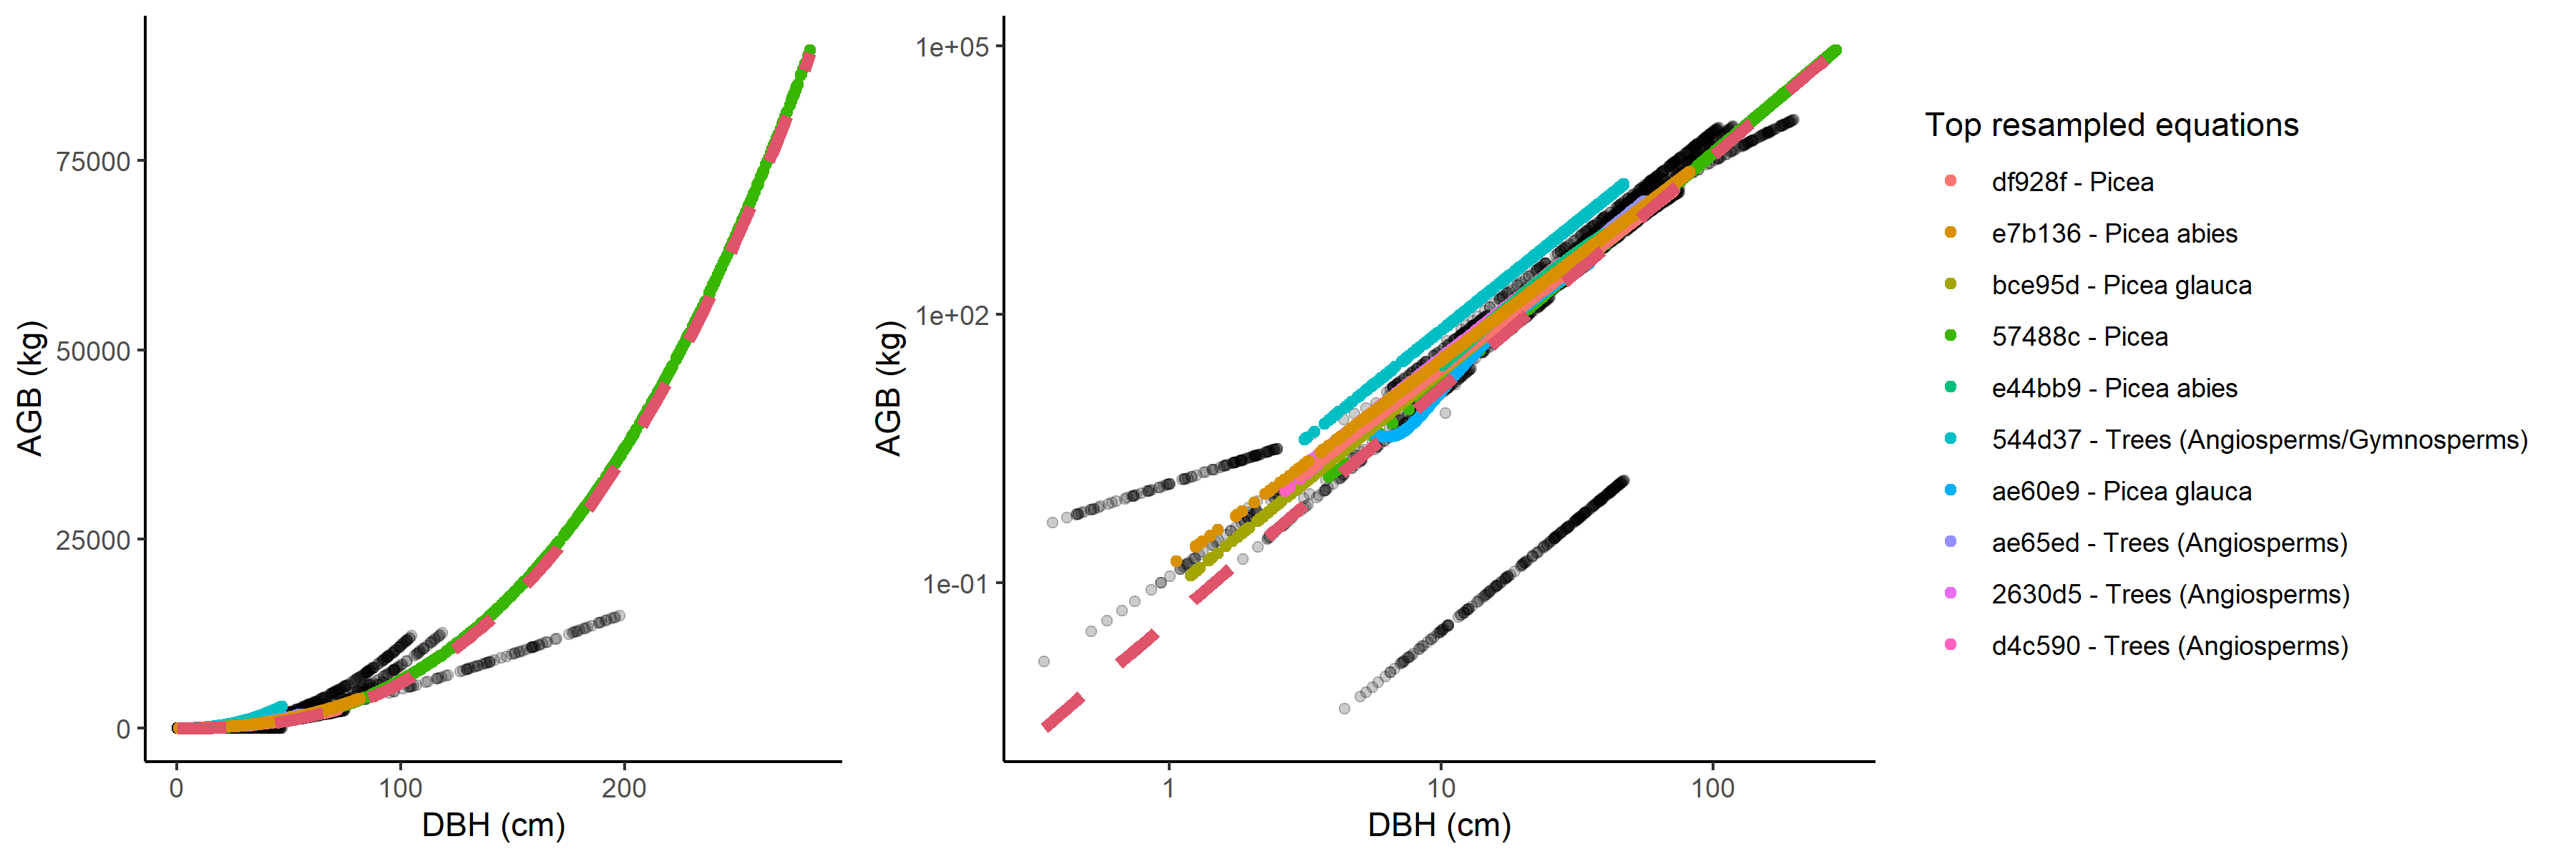 AGB (kg)
75000
50000
25000
0
0
100
200
DBH (cm)
AGB (kg)
1e+05
1e+02
1e-01
1
10
100
DBH (cm)
Top resampled equations
df928f - Picea
e7b136 - Picea abies
bce95d - Picea glauca
57488c - Picea
e44bb9 - Picea abies
544d37 - Trees (Angiosperms/Gymnosperms)
ae60e9 - Picea glauca
ae65ed - Trees (Angiosperms)
2630d5 - Trees (Angiosperms)
d4c590 - Trees (Angiosperms)